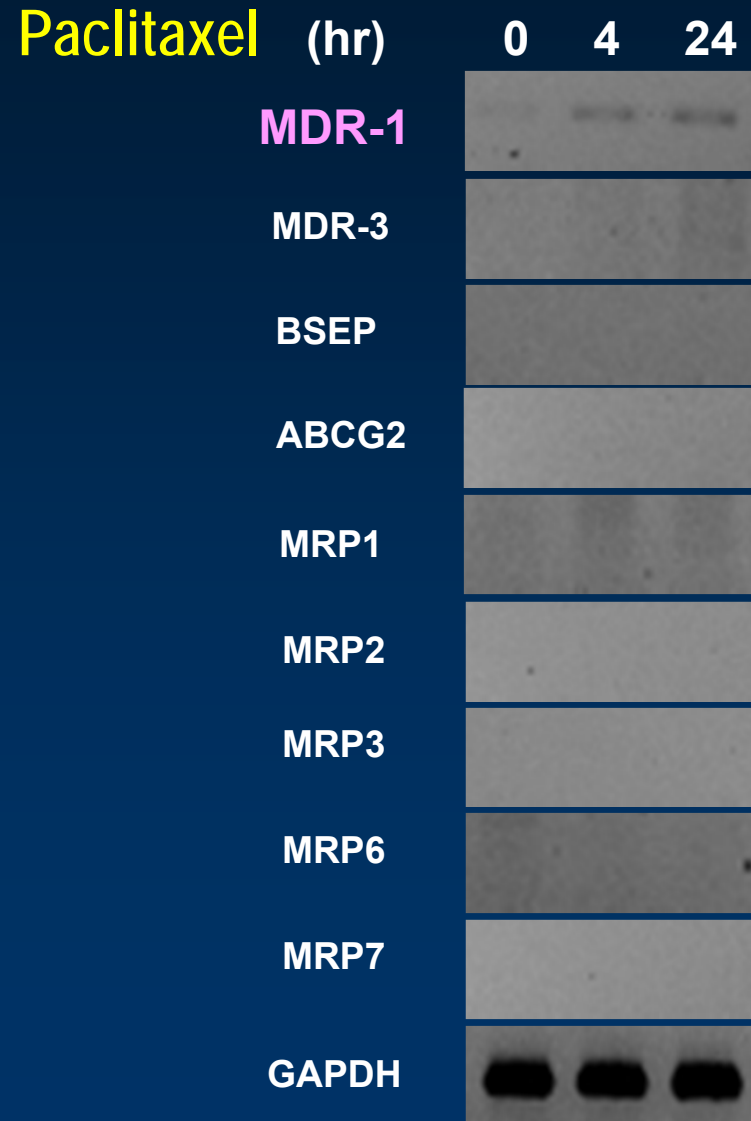 Paclitaxel (hr) 0 4 24
MDR-1
MDR-3
BSEP
ABCG2
MRP1
MRP2
MRP3
MRP6
MRP7
GAPDH